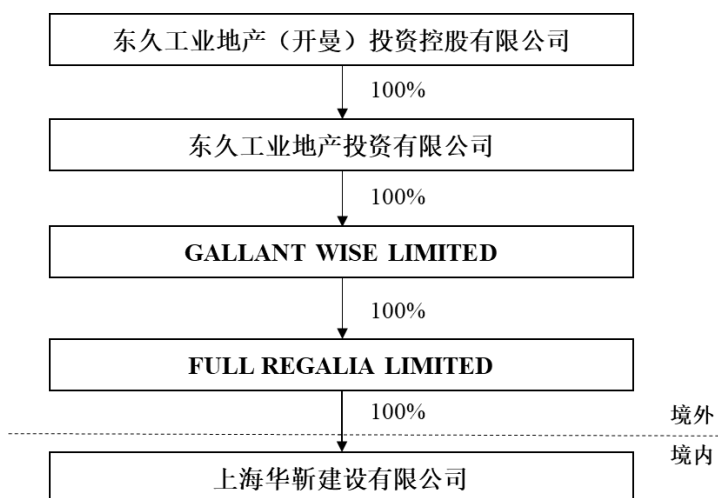 东久工业地产（开曼）投资控股有限公司
100%
东久工业地产投资有限公司
100%
GALLANT WISE LIMITED
100%
FULL REGALIA LIMITED
100%
境外
境内
上海华靳建设有限公司